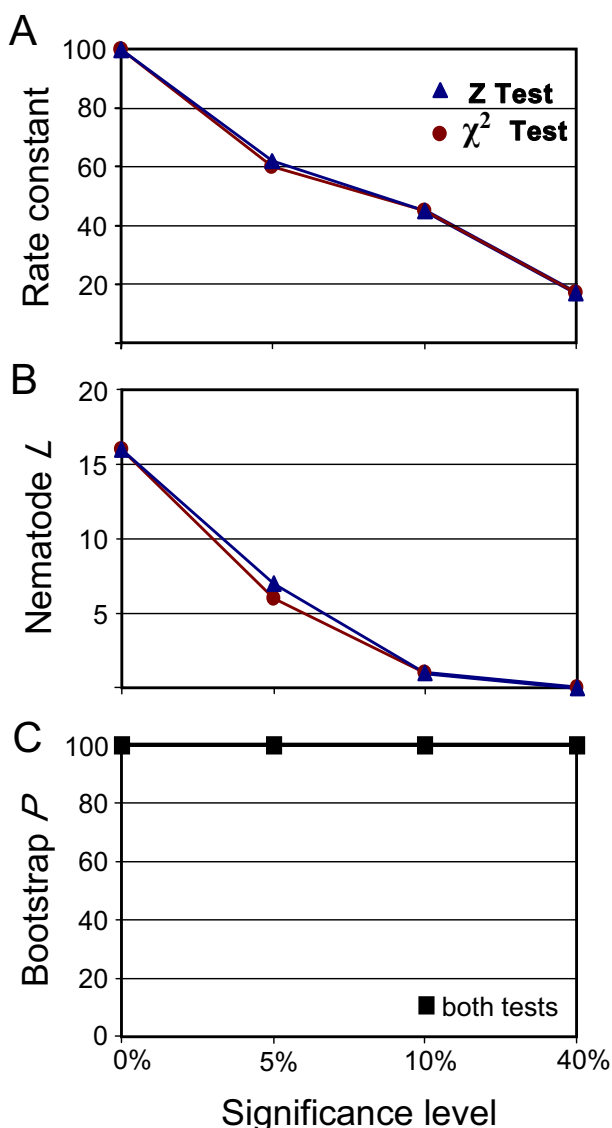 A
100
80
60
40
20
Rate constant
Z Test
χ² Test
B
20
15
10
5
Nematode L
C
100
80
60
40
20
0
Bootstrap P
both tests
0% 5% 10% 40%
Significance level